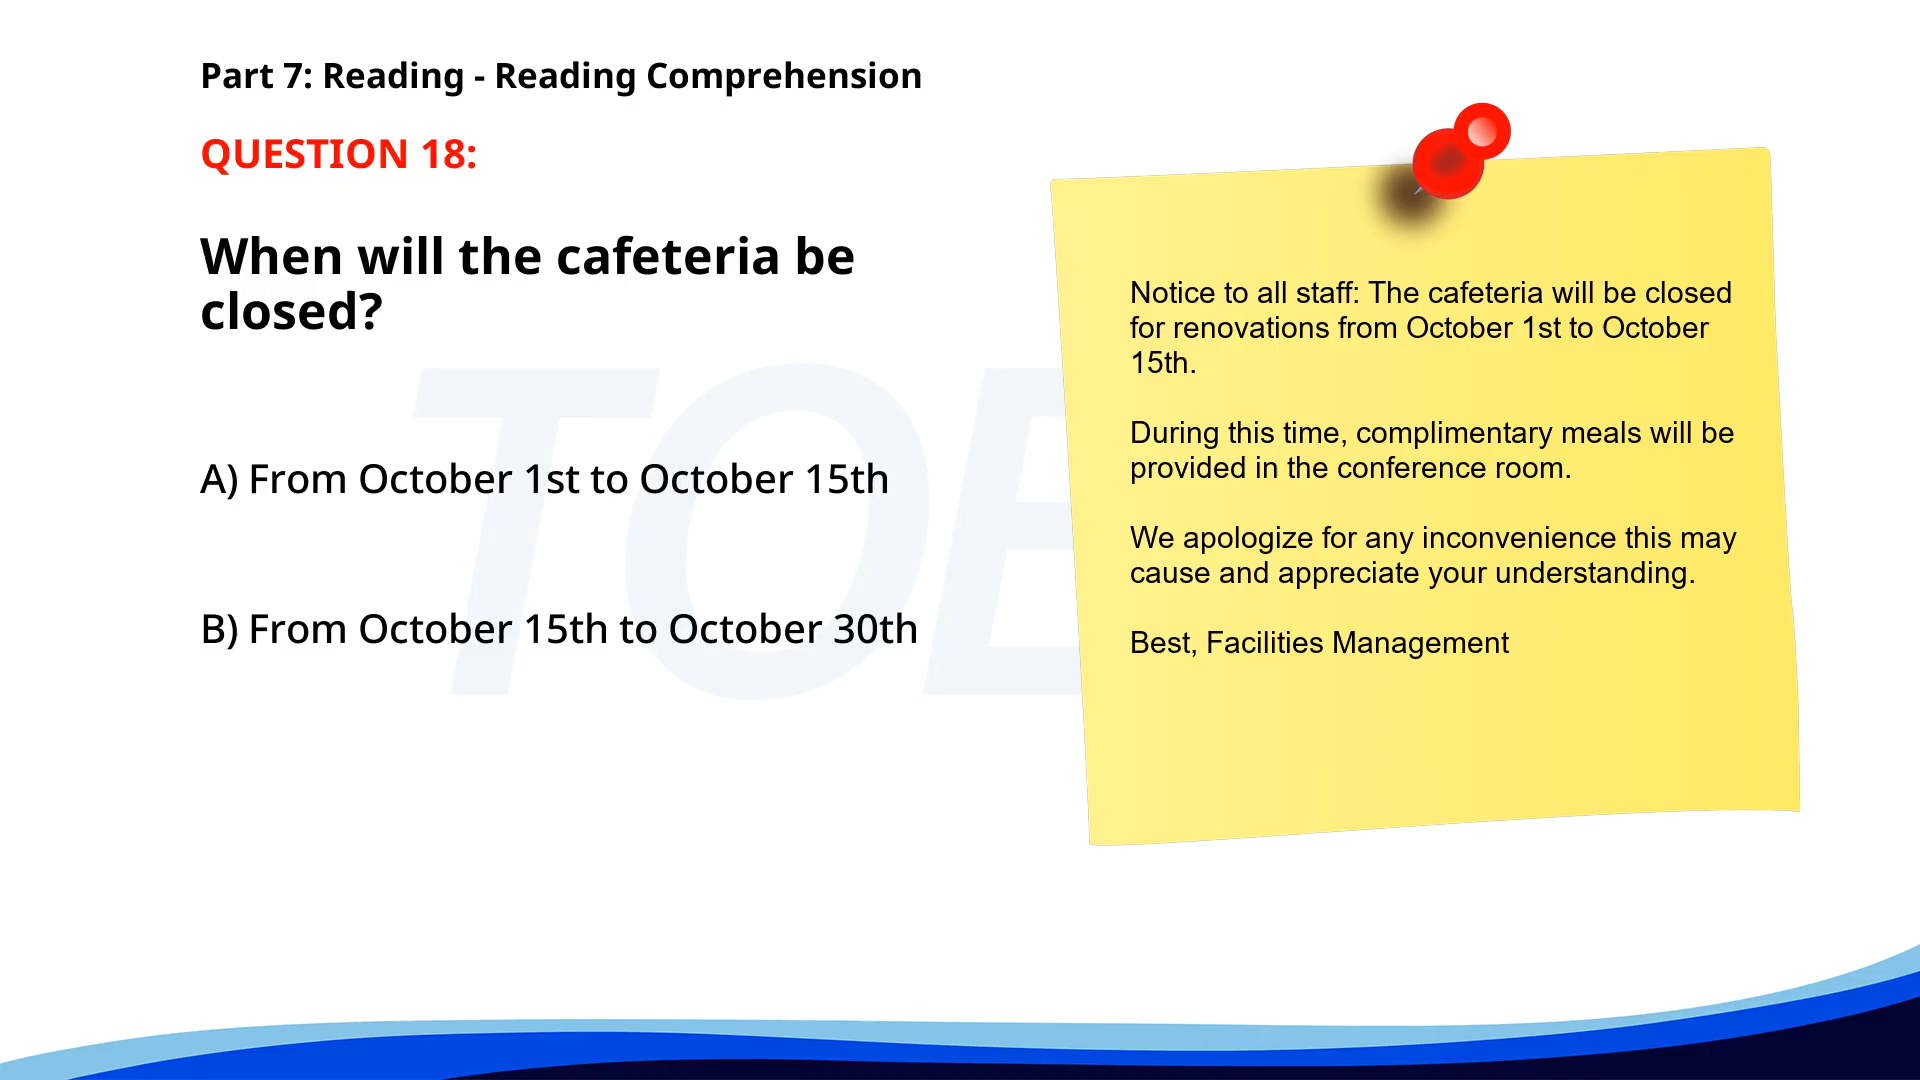 Part 7: Reading - Reading Comprehension
QUESTION 18:
When will the cafeteria be
closed?
A) From October 1st to October 15th
B) From October 15th to October 30th
Notice to all staff: The cafeteria will be closed
for renovations from October 1st to October
15th.
During this time, complimentary meals will be
provided in the conference room.
We apologize for any inconvenience this may
cause and appreciate your understanding.
Best, Facilities Management